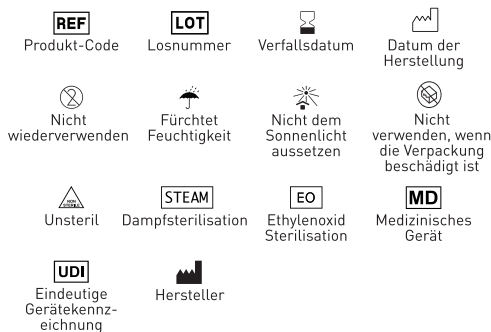 REF
LOT
Produkt-Code
Losnummer
Verfallsdatum
Datum der
Herstellung
2
Nicht
wiederverwenden
Fürchtet
Feuchtigkeit
Nicht dem
Sonnenlicht
aussetzen
Nicht
verwenden, wenn
die Verpackung
beschädigt ist
NON
STERILE
Unsteril
STEAM
Dampfsterilisation
EO
Ethylenoxid
Sterilisation
MD
Medizinisches
Gerät
UDI
Eindeutige
Gerätekennz-
eichnung
Hersteller